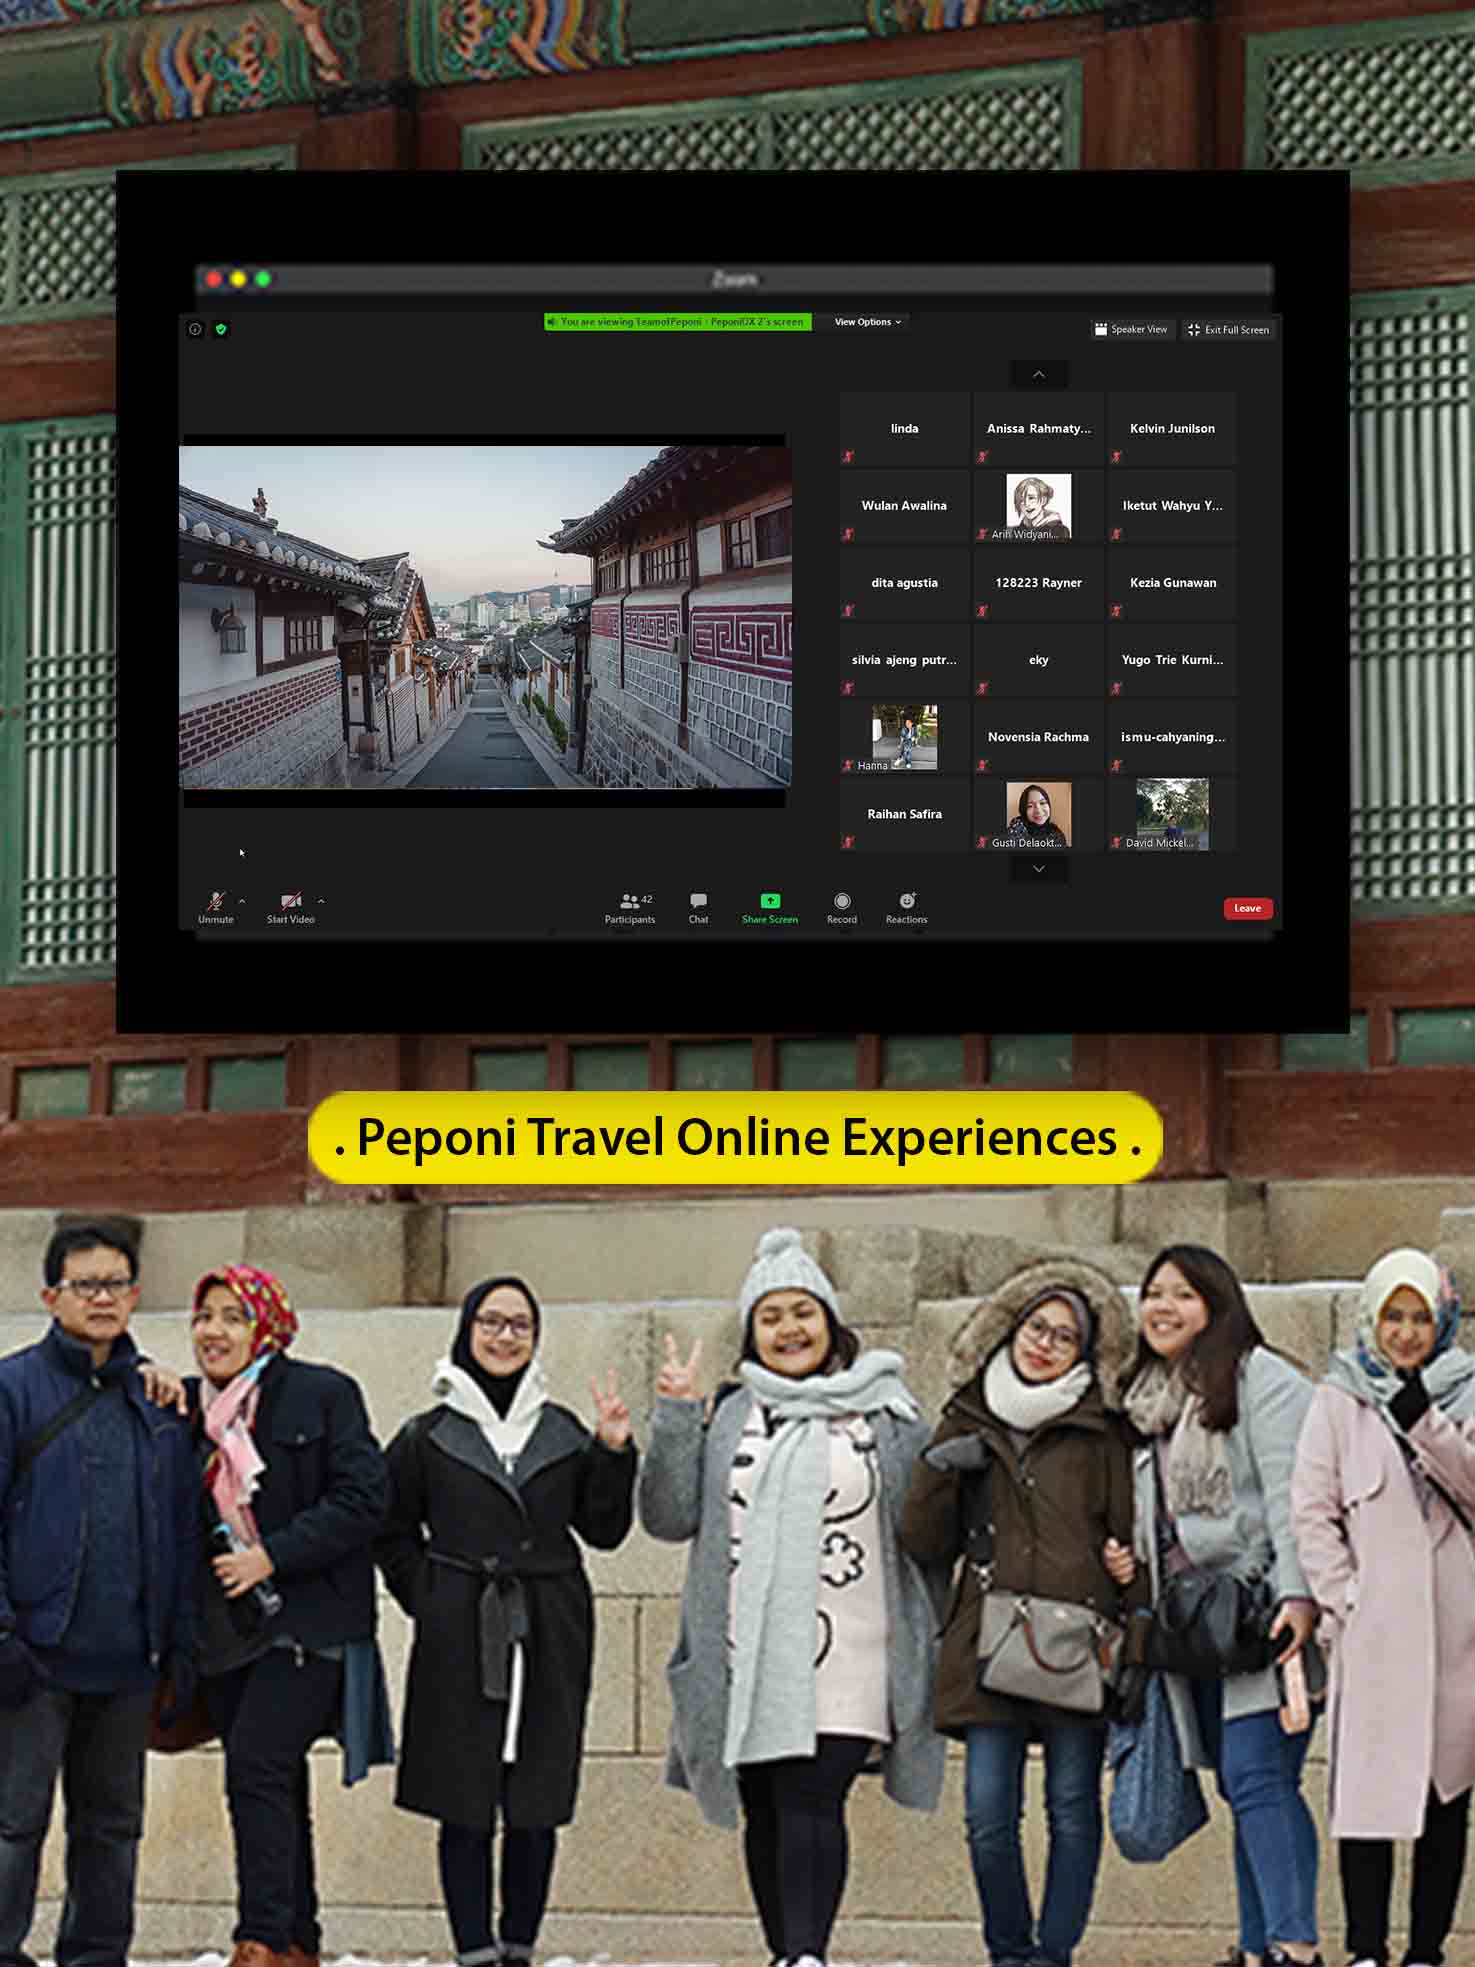 Zoom
You are viewing TeamofPeponi - PeponiUX 2's screen
View Options
Speaker View
Exit Full Screen
linda
Anissa Rahmaty...
Kelvin Junilson
Wulan Awalina
Arih Widyani...
Iketut Wahyu Y...
dita agustia
128223 Rayner
Kezia Gunawan
silvia ajeng putr...
eky
Yugo Trie Kurni...
Hanna
Novensia Rachma
ismu-cahyaning...
Raihan Safira
Gusti Delaokt...
David Mickel...
Unmute
Start Video
42
Participants
Chat
Share Screen
Record
Reactions
Leave
. Peponi Travel Online Experiences .